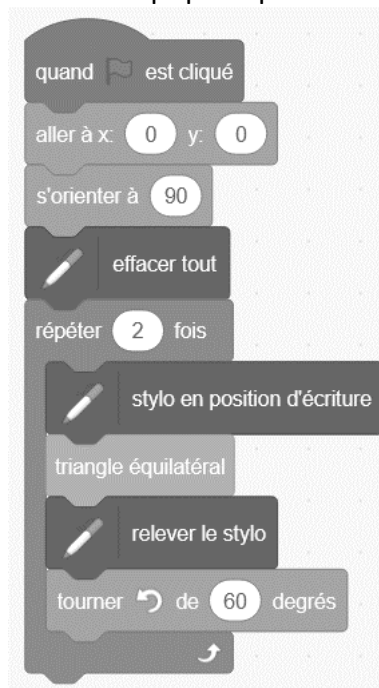 quand est cliqué
aller à x: 0 y: 0
s'orienter à 90
effacer tout
répéter 2 fois
stylo en position d'écriture
triangle équilatéral
relever le stylo
tourner de 60 degrés